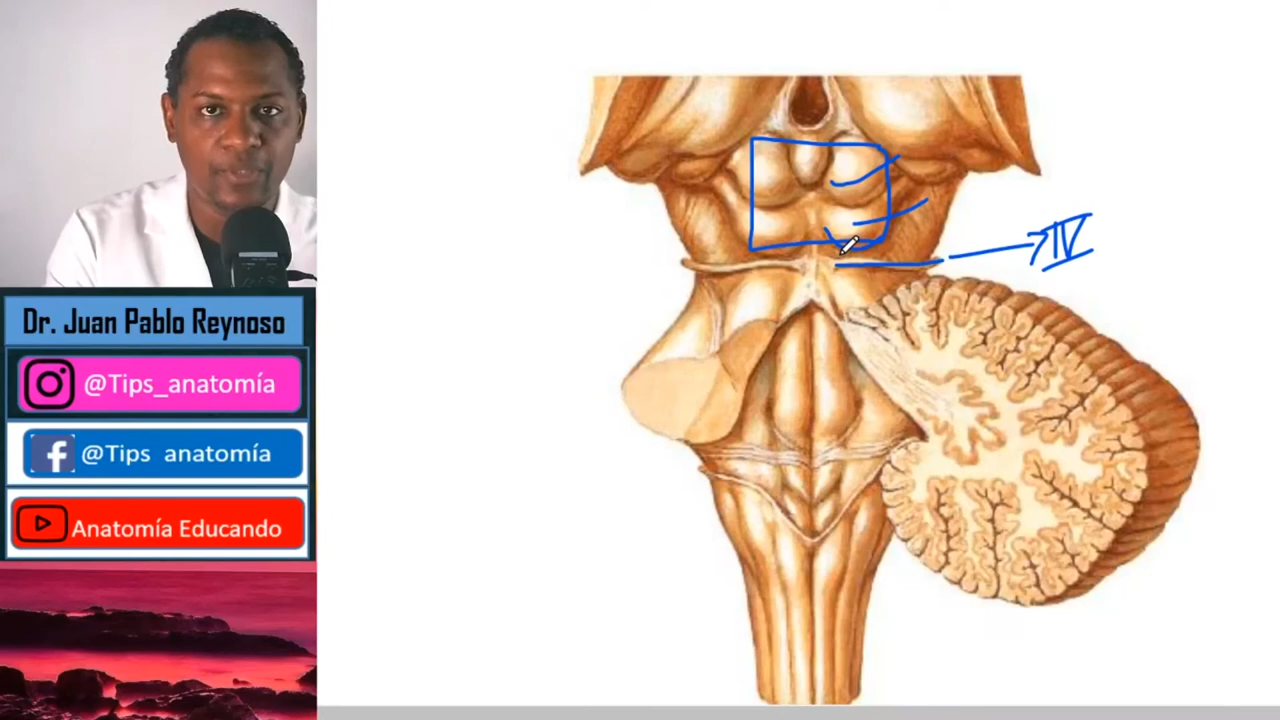 Dr. Juan Pablo Reynoso
@Tips_anatomía
@Tips anatomía
Anatomía Educando
IV